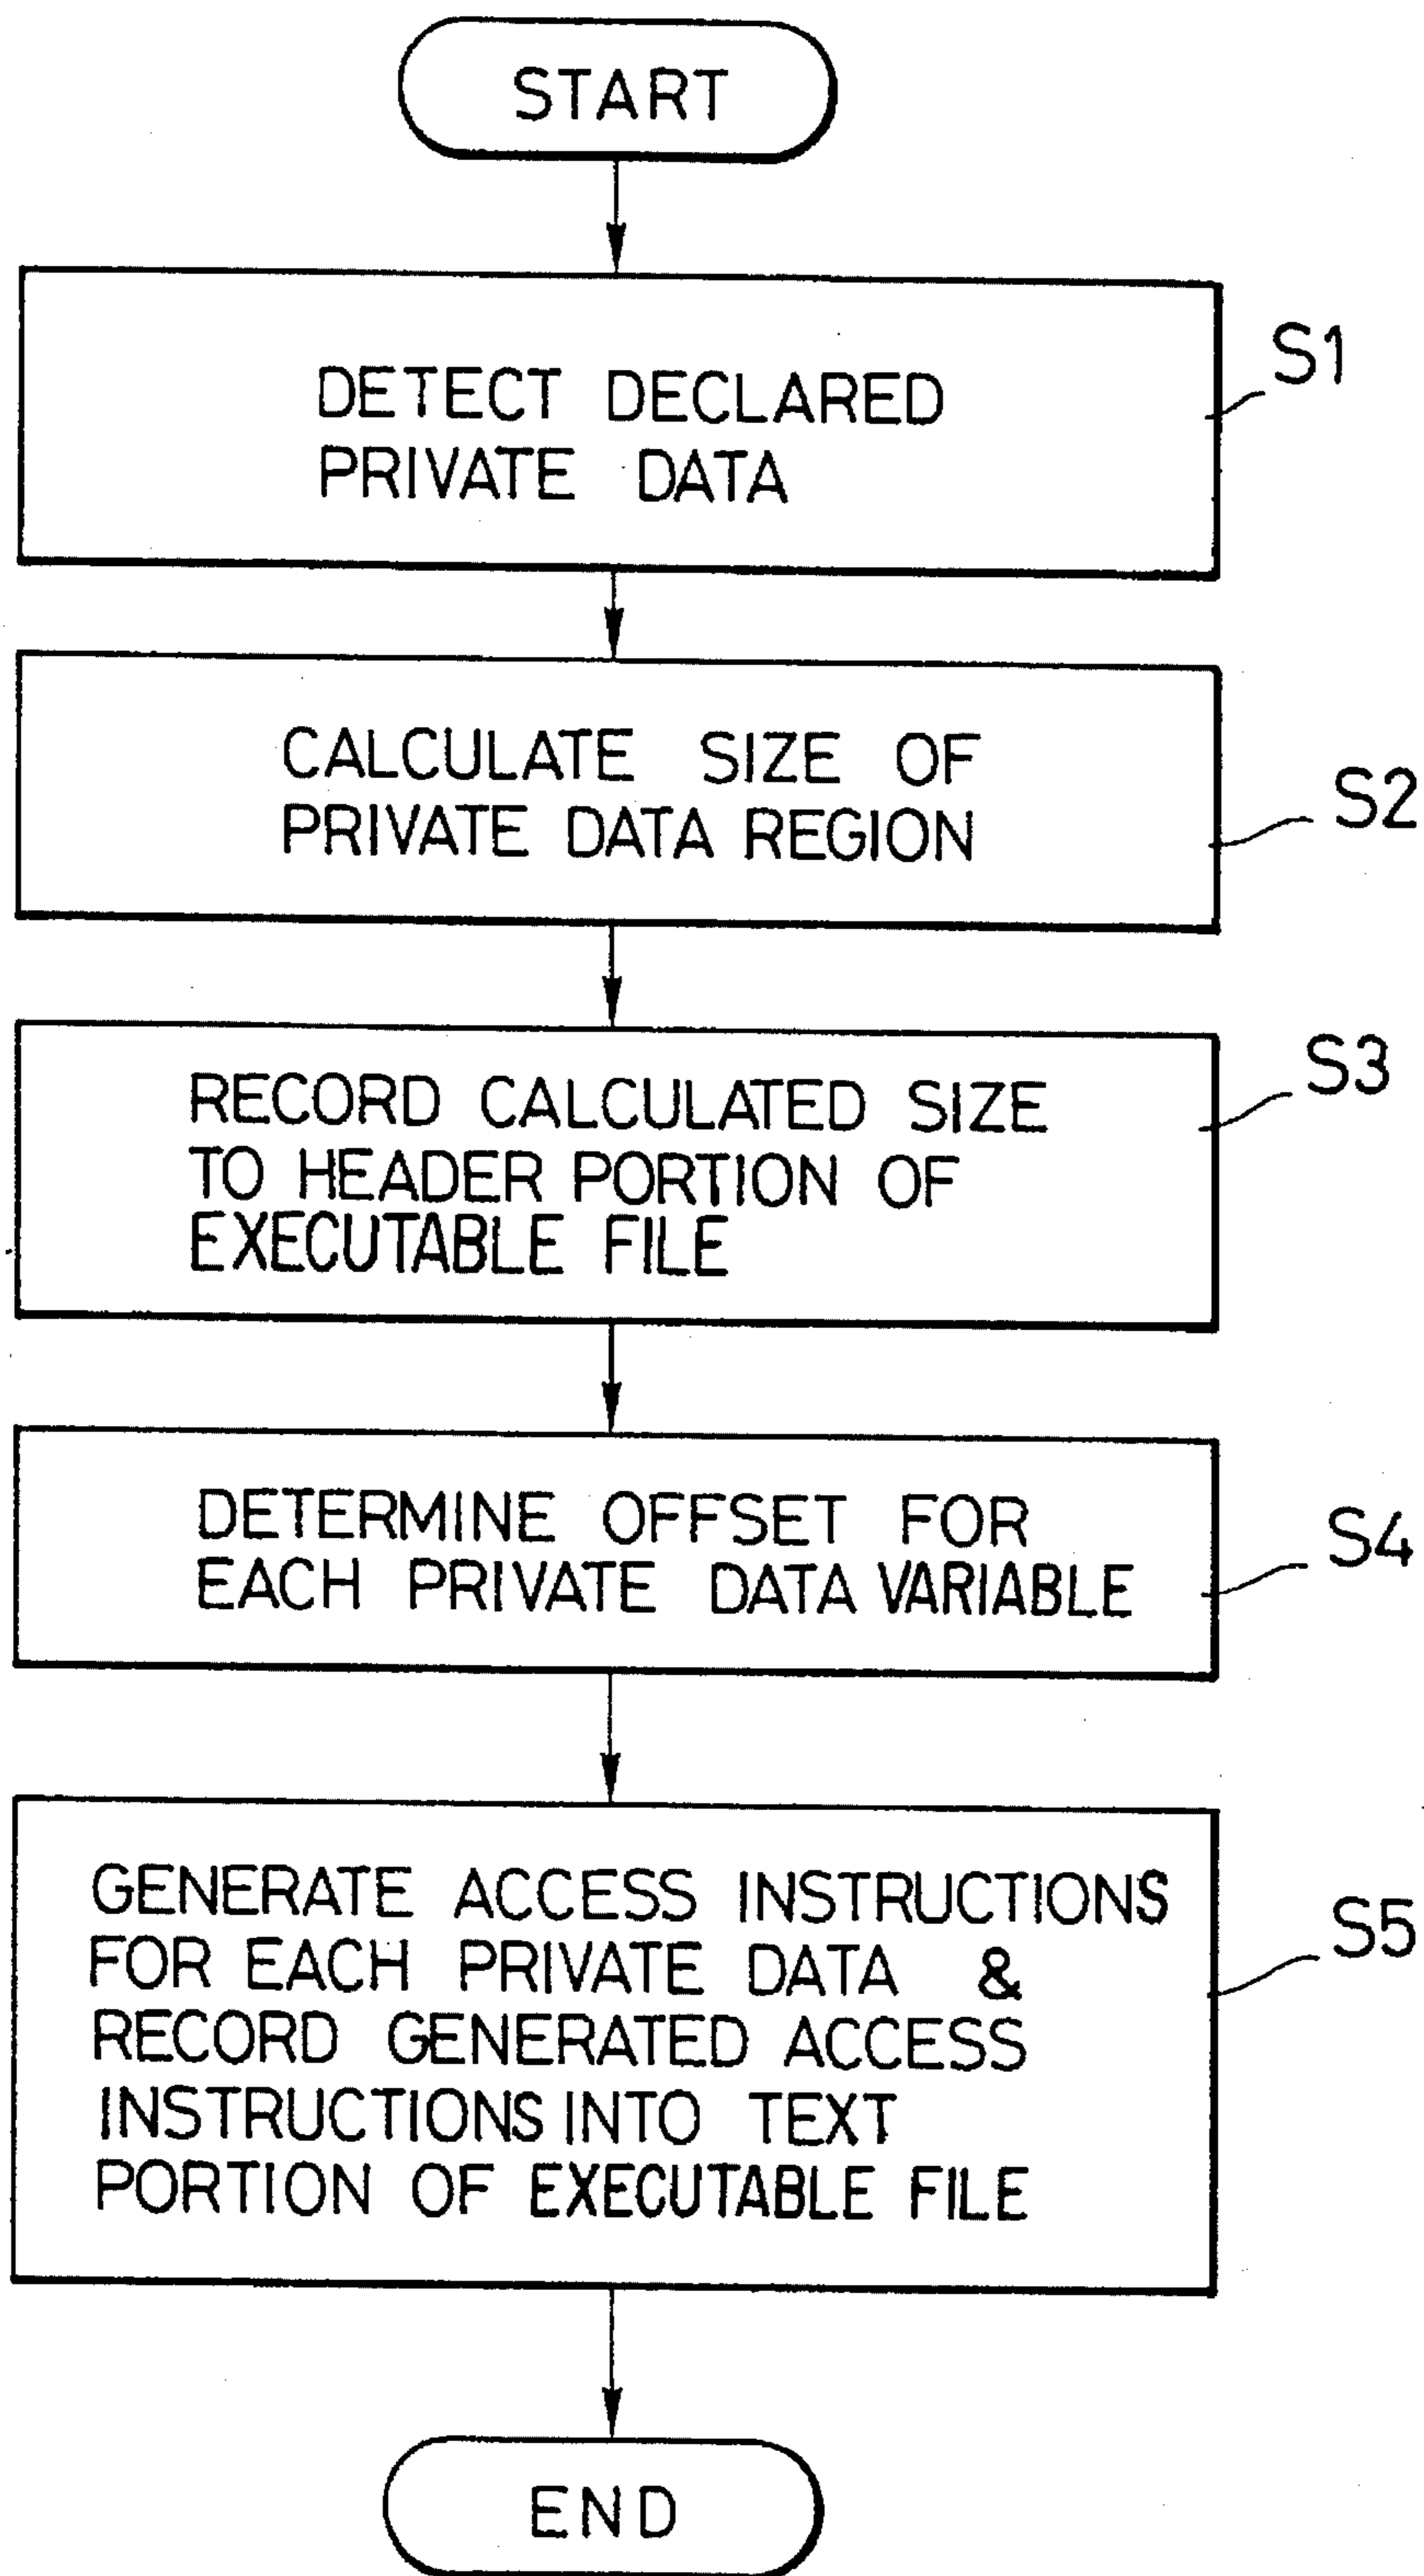 START
DETECT DECLARED
PRIVATE DATA
S1
CALCULATE SIZE OF
PRIVATE DATA REGION
S2
RECORD CALCULATED SIZE
TO HEADER PORTION OF
EXECUTABLE FILE
S3
DETERMINE OFFSET FOR
EACH PRIVATE DATA VARIABLE
S4
GENERATE ACCESS INSTRUCTIONS
FOR EACH PRIVATE DATA &
RECORD GENERATED ACCESS
INSTRUCTIONS INTO TEXT
PORTION OF EXECUTABLE FILE
S5
END